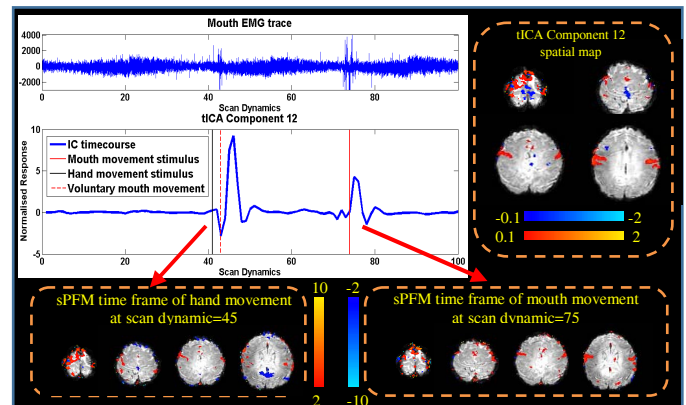 Mouth EMG trace
4000
2000
0
-2000
0
20
40
60
80
Scan Dynamics
tICA Component 12
Normalised Response
10
5
0
-5
IC timecourse
Mouth movement stimulus
Hand movement stimulus
Voluntary mouth movement
0
20
40
60
80
100
Scan Dynamics
tICA Component 12
spatial map
-0.1
-2
0.1
2
sPFM time frame of hand movement
at scan dynamic=45
10
2
-2
-10
sPFM time frame of mouth movement
at scan dynamic=75